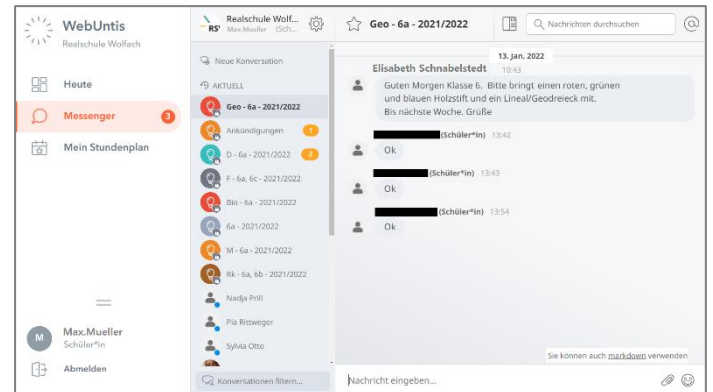 WebUntis
Realschule Wolfach
Heute
Messenger
3
Mein Stundenplan
Max.Mueller
Schüler*in
M
Abmelden
RS'
Realschule Wolf...
Max.Mueller (Sch...
Neue Konversation
AKTUELL
Geo - 6a - 2021/2022
Ankündigungen 1
D - 6a - 2021/2022 2
F - 6a, 6c - 2021/2022
Bio - 6a - 2021/2022
6a - 2021/2022
M - 6a - 2021/2022
Rk - 6a, 6b - 2021/2022
Nadja Prill
Pia Rittweger
Sylvia Otto
Konversationen filtern...
Geo - 6a - 2021/2022
Nachrichten durchsuchen
13. Jan. 2022
Elisabeth Schnabelstedt 10:43
Guten Morgen Klasse 6. Bitte bringt einen roten, grünen
und blauen Holzstift und ein Lineal/Geodreieck mit.
Bis nächste Woche. Grüße
(Schüler*in) 13:42
Ok
(Schüler*in) 13:43
Ok
(Schüler*in) 13:54
Ok
Sie können auch markdown verwenden
Nachricht eingeben...